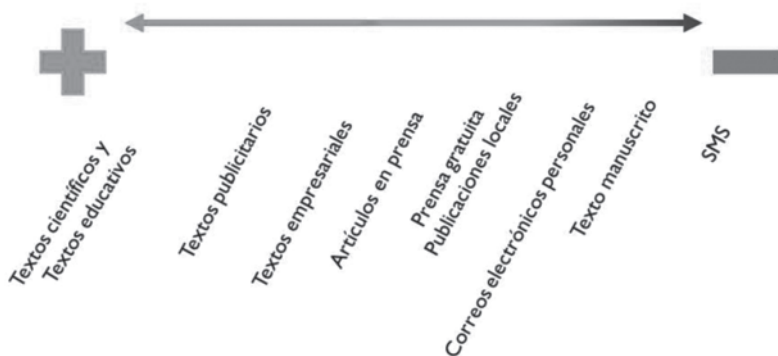 Textos científicos y
Textos educativos
Textos publicitarios
Textos empresariales
Artículos en prensa
Prensa gratuita
Publicaciones locales
Correos electrónicos personales
Texto manuscrito
SMS